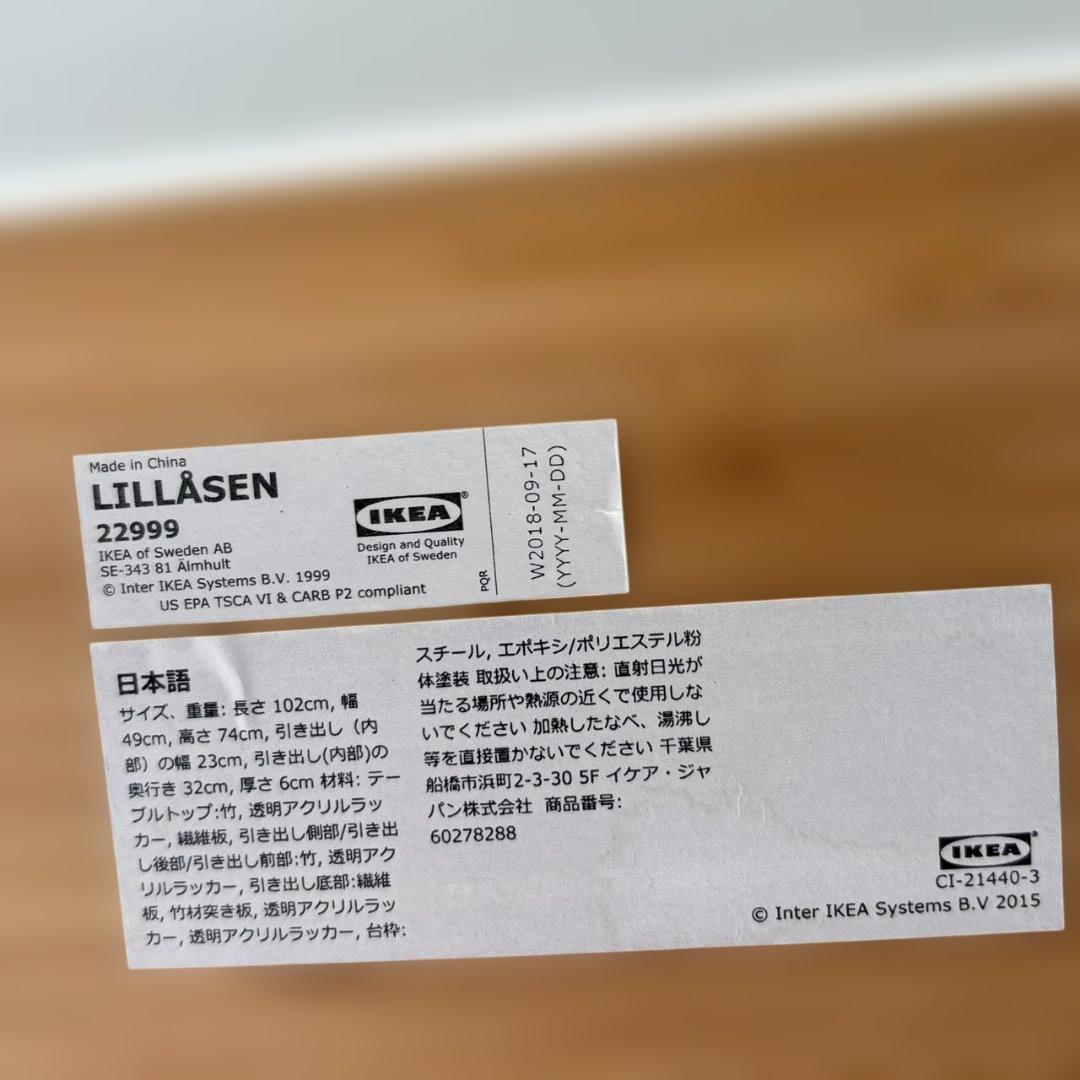 Made in China
LILLÅSEN
22999
IKEA of Sweden AB
SE-343 81 Älmhult
© Inter IKEA Systems B.V. 1999
US EPA TSCA VI & CARB P2 compliant
IKEA®
Design and Quality
IKEA of Sweden
PQR
W2018-09-17
(YYYY-MM-DD)
日本語
サイズ、重量: 長さ 102cm, 幅
49cm, 高さ 74cm, 引き出し（内
部）の幅 23cm, 引き出し(内部)の
奥行き 32cm, 厚さ 6cm 材料: テー
ブルトップ:竹, 透明アクリルラッ
カー, 繊維板, 引き出し側部/引き出
し後部/引き出し前部:竹, 透明アク
リルラッカー, 引き出し底部:繊維
板, 竹材突き板, 透明アクリルラッ
カー, 透明アクリルラッカー, 台枠:
スチール, エポキシ/ポリエステル粉
体塗装 取扱い上の注意: 直射日光が
当たる場所や熱源の近くで使用しな
いでください 加熱したなべ、湯沸し
等を直接置かないでください 千葉県
船橋市浜町2-3-30 5F イケア・ジャ
パン株式会社 商品番号:
60278288
IKEA®
CI-21440-3
© Inter IKEA Systems B.V 2015